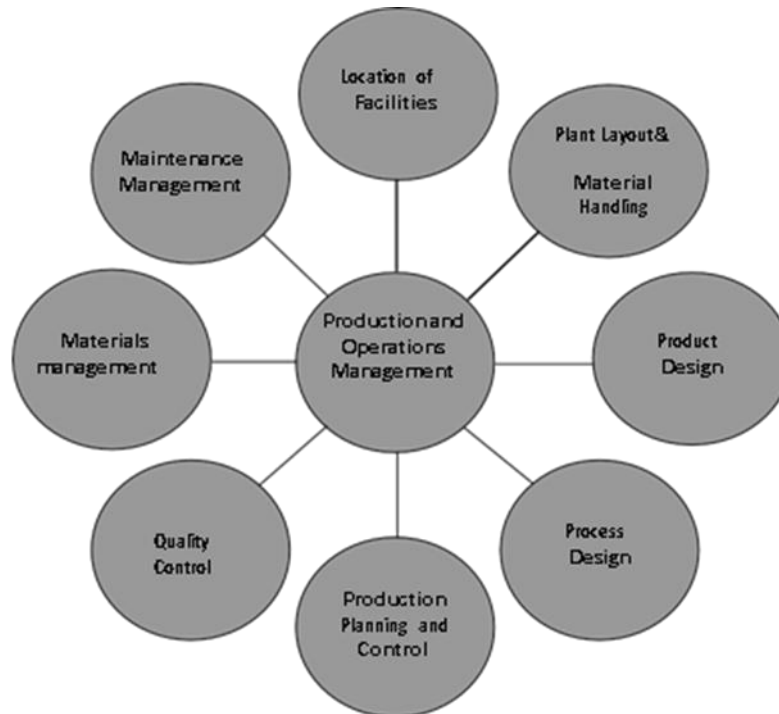 Location of
Facilities
Plant Layout&
Material
Handling
Product
Design
Process
Design
Production
Planning and
Control
Quality
Control
Materials
management
Maintenance
Management
Production and
Operations
Management